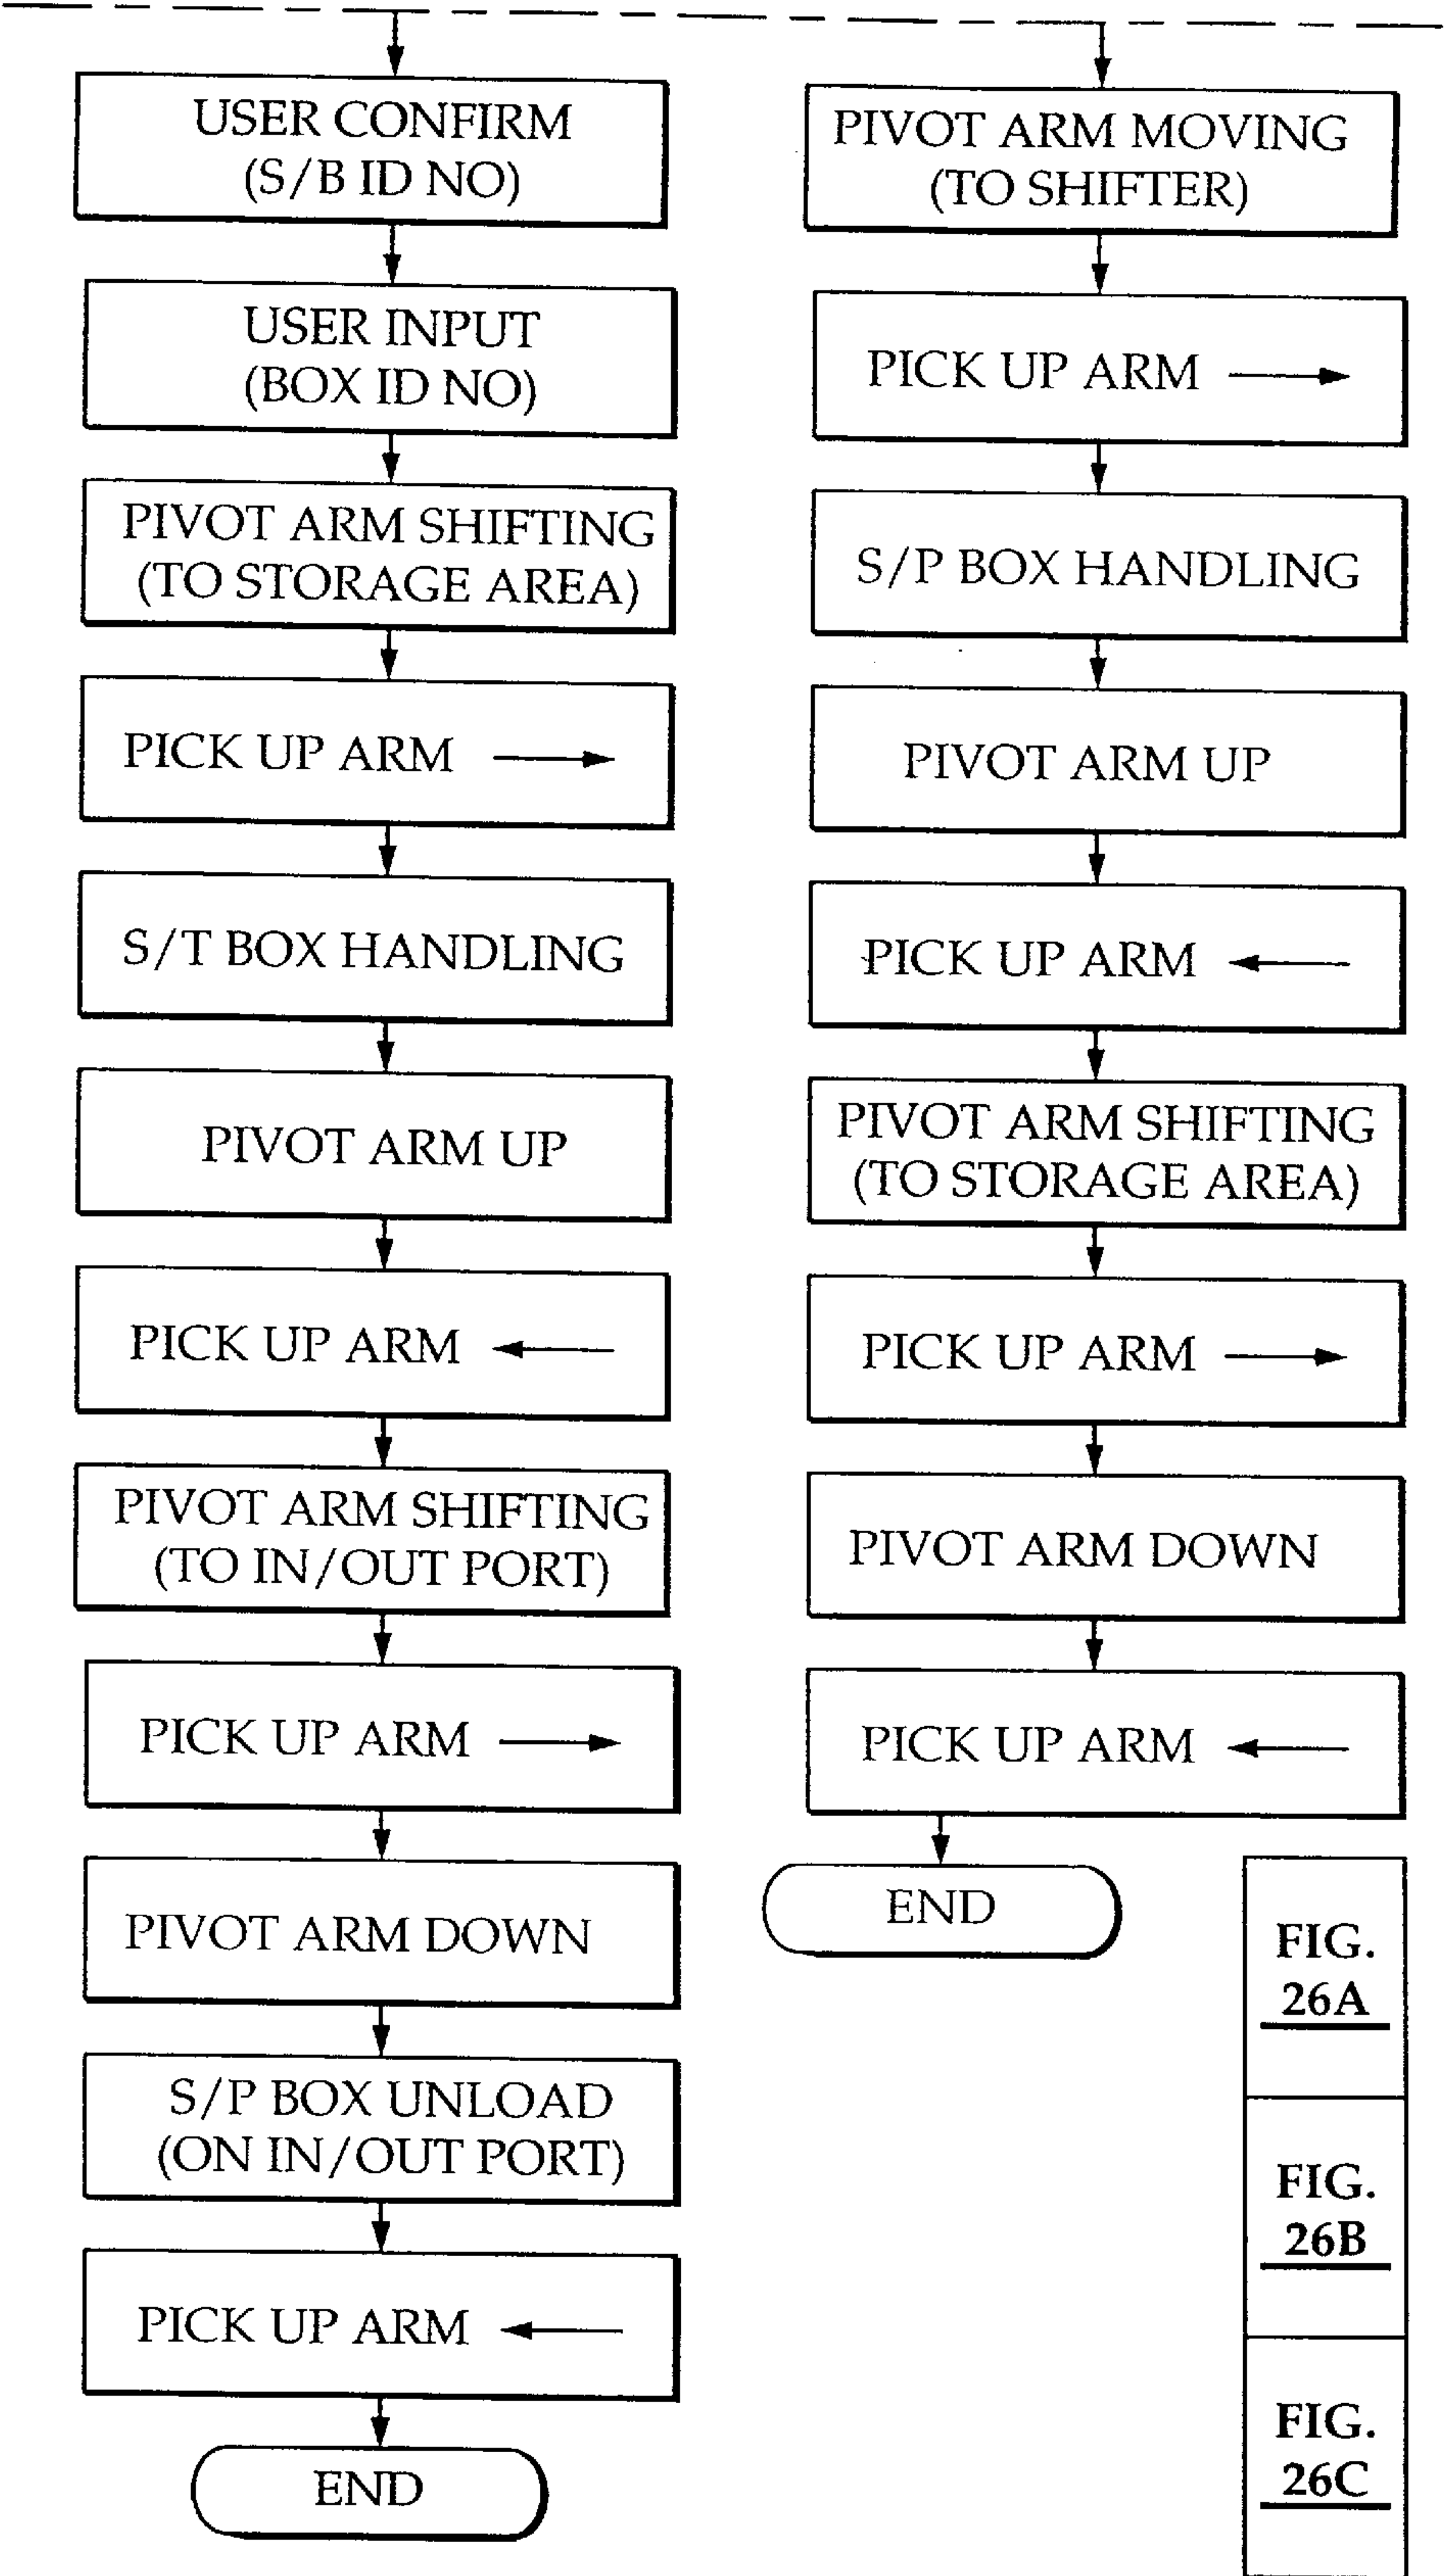 USER CONFIRM
(S/B ID NO)
USER INPUT
(BOX ID NO)
PIVOT ARM SHIFTING
(TO STORAGE AREA)
PICK UP ARM →
S/T BOX HANDLING
PIVOT ARM UP
PICK UP ARM ←
PIVOT ARM SHIFTING
(TO IN/OUT PORT)
PICK UP ARM →
PIVOT ARM DOWN
S/P BOX UNLOAD
(ON IN/OUT PORT)
PICK UP ARM ←
END
PIVOT ARM MOVING
(TO SHIFTER)
PICK UP ARM →
S/P BOX HANDLING
PIVOT ARM UP
PICK UP ARM ←
PIVOT ARM SHIFTING
(TO STORAGE AREA)
PICK UP ARM →
PIVOT ARM DOWN
PICK UP ARM ←
END
FIG.
26A
FIG.
26B
FIG.
26C